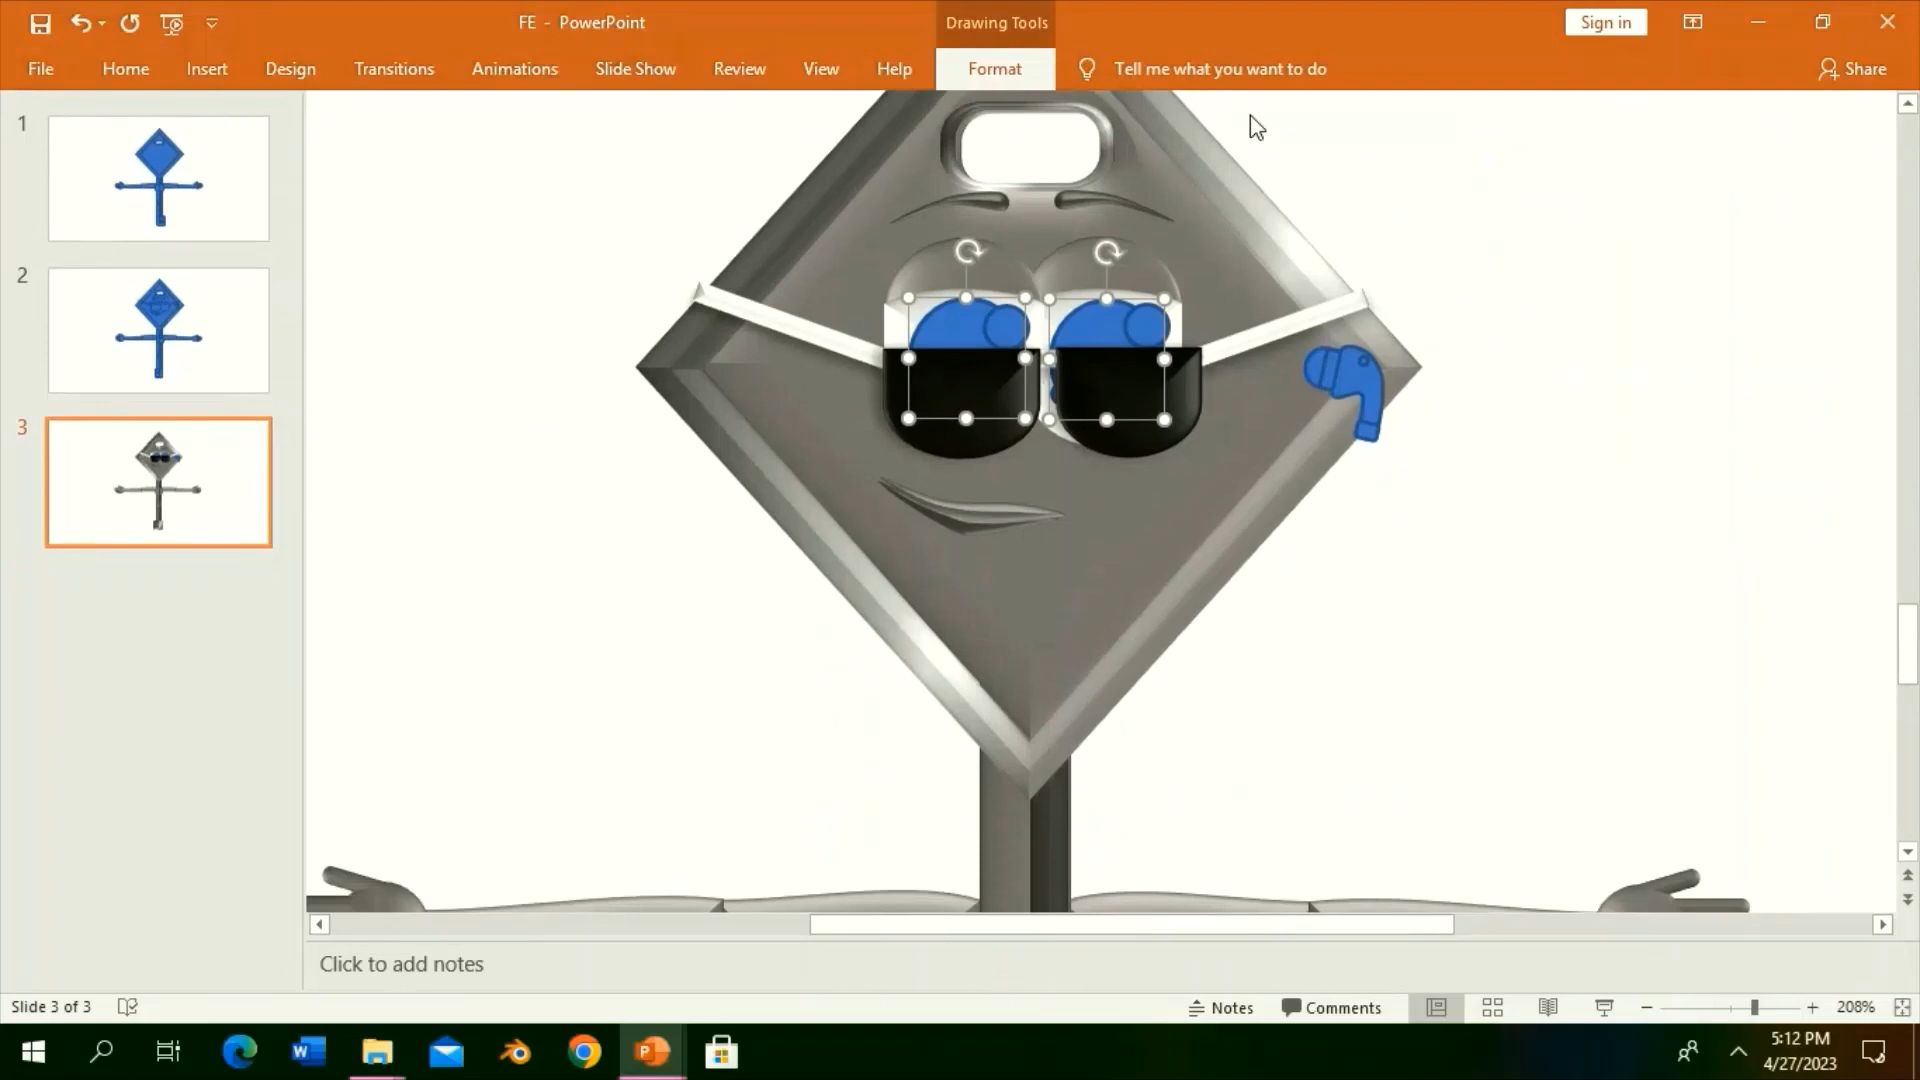 FE - PowerPoint
Drawing Tools
Sign in
File Home Insert Design Transitions Animations Slide Show Review View Help Format Tell me what you want to do Share
1
2
3
Click to add notes
Slide 3 of 3
Notes
Comments
208%
5:12 PM
4/27/2023